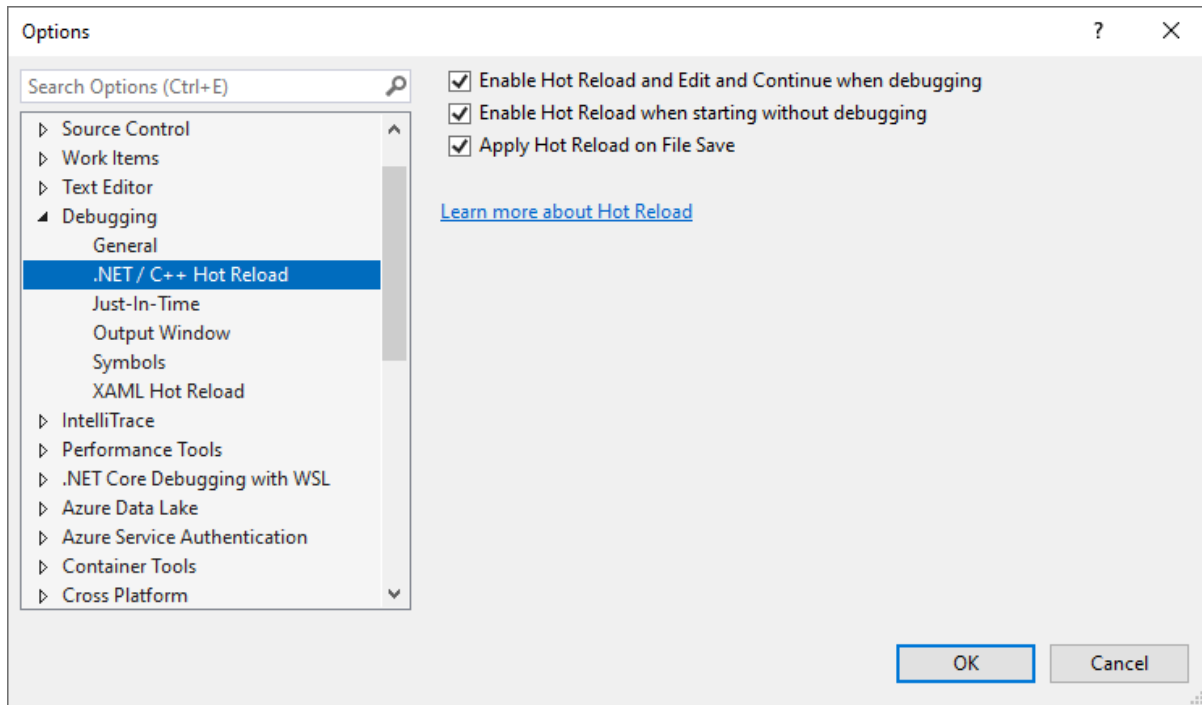 Options
?
Search Options (Ctrl+E)
Source Control
Work Items
Text Editor
Debugging
General
.NET / C++ Hot Reload
Just-In-Time
Output Window
Symbols
XAML Hot Reload
IntelliTrace
Performance Tools
.NET Core Debugging with WSL
Azure Data Lake
Azure Service Authentication
Container Tools
Cross Platform
Enable Hot Reload and Edit and Continue when debugging
Enable Hot Reload when starting without debugging
Apply Hot Reload on File Save
Learn more about Hot Reload
OK
Cancel